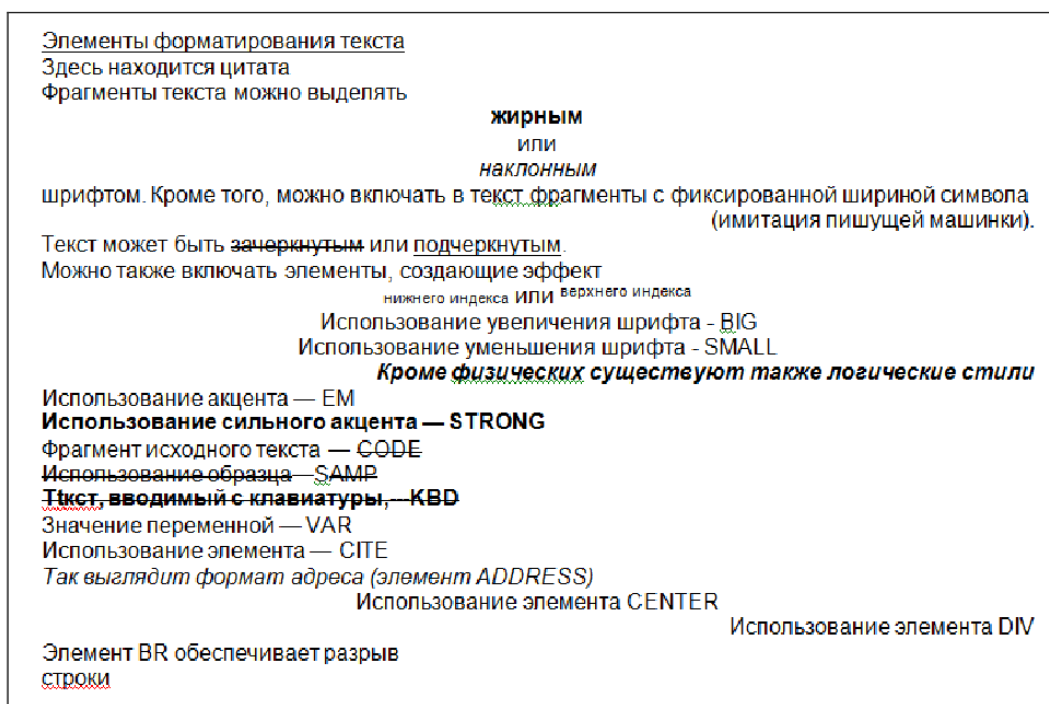 Элементы форматирования текста
Здесь находится цитата
Фрагменты текста можно выделять
жирным
или
наклонным
шрифтом. Кроме того, можно включать в текст фрагменты с фиксированной шириной символа
(имитация пишущей машинки).
Текст может быть зачеркнутым или подчеркнутым.
Можно также включать элементы, создающие эффект
нижнего индекса или верхнего индекса
Использование увеличения шрифта - BIG
Использование уменьшения шрифта - SMALL
Кроме физических существуют также логические стили
Использование акцента — EM
Использование сильного акцента — STRONG
Фрагмент исходного текста — CODE
Использование образца—SAMP
Ttкст, вводимый с клавиатуры,—KBD
Значение переменной — VAR
Использование элемента — CITE
Так выглядит формат адреса (элемент ADDRESS)
Использование элемента CENTER
Использование элемента DIV
Элемент BR обеспечивает разрыв
строки